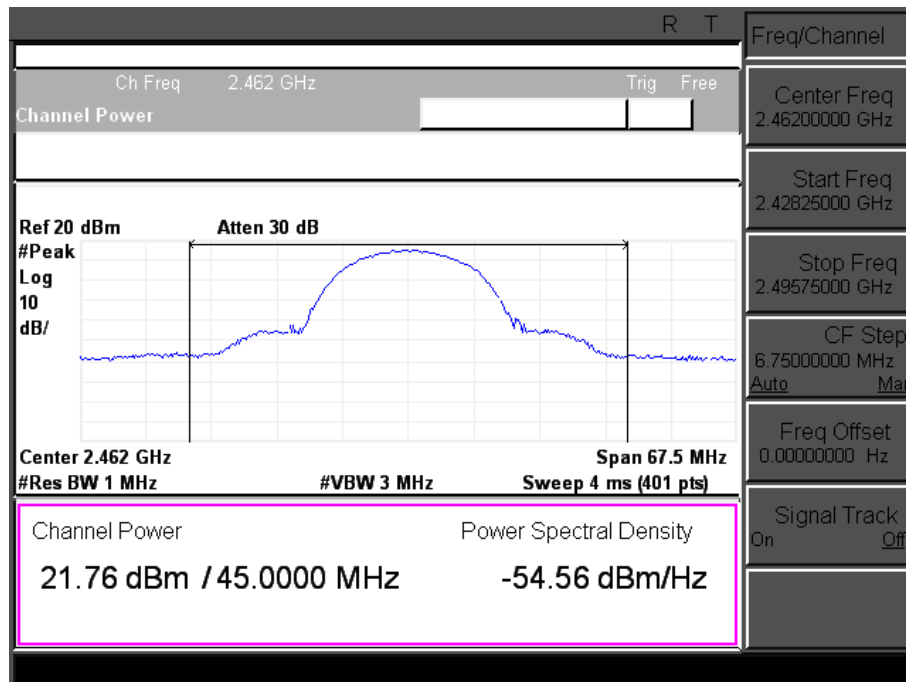 R T
Ch Freq 2.462 GHz Trig Free
Channel Power
Ref 20 dBm Atten 30 dB
#Peak
Log
10
dB/
Center 2.462 GHz Span 67.5 MHz
#Res BW 1 MHz #VBW 3 MHz Sweep 4 ms (401 pts)
Channel Power Power Spectral Density
21.76 dBm / 45.0000 MHz -54.56 dBm/Hz
Freq/Channel
Center Freq
2.46200000 GHz
Start Freq
2.42825000 GHz
Stop Freq
2.49575000 GHz
CF Step
6.75000000 MHz
Auto Man
Freq Offset
0.00000000 Hz
Signal Track
On Off